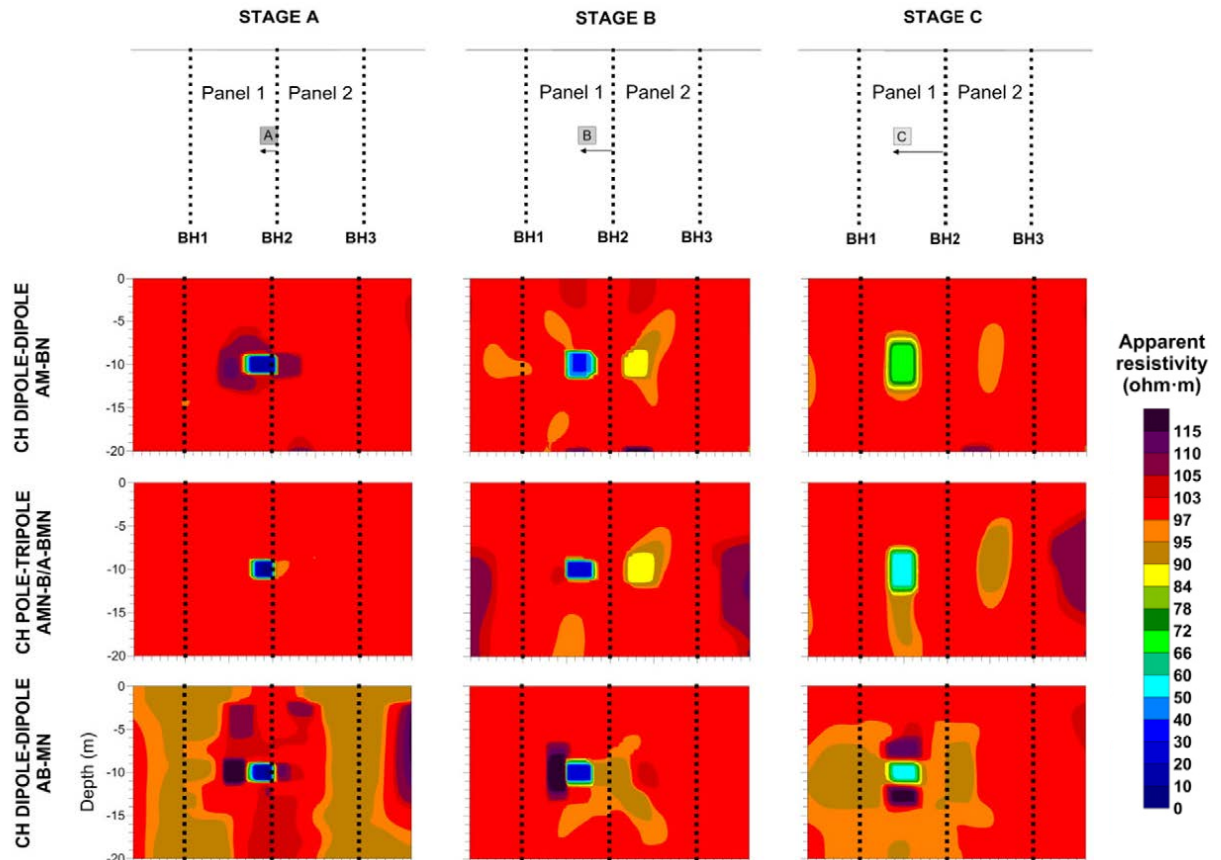 STAGE A
STAGE B
STAGE C
Panel 1
Panel 2
Panel 1
Panel 2
Panel 1
Panel 2
A
B
C
BH1
BH2
BH3
BH1
BH2
BH3
BH1
BH2
BH3
CH DIPOLE-DIPOLE
AM-BN
0
-5
-10
-15
-20
CH POLE-TRIPOLE
AMN-B/A-BMN
0
-5
-10
-15
-20
CH DIPOLE-DIPOLE
AB-MN
Depth (m)
0
-5
-10
-15
-20
Apparent
resistivity
(ohm·m)
115
110
105
103
97
95
90
84
78
72
66
60
50
40
30
20
10
0